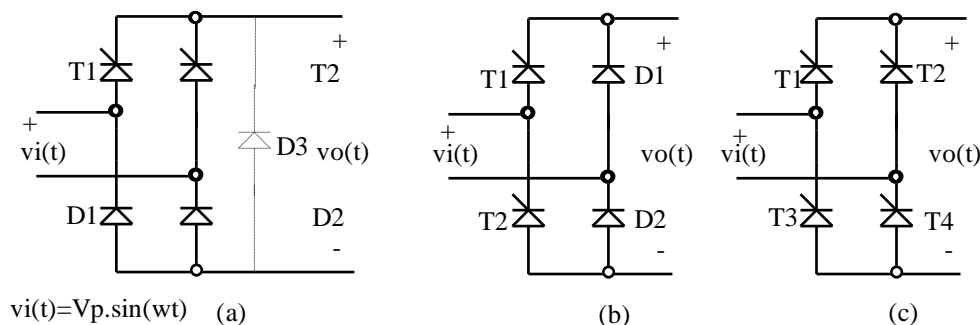 +
T1
T2
+
vi(t)
D3
vo(t)
D1
D2
-
vi(t)=Vp.sin(wt)
(a)
+
T1
D1
+
vi(t)
vo(t)
T2
D2
-
(b)
+
T1
T2
+
vi(t)
vo(t)
T3
T4
-
(c)